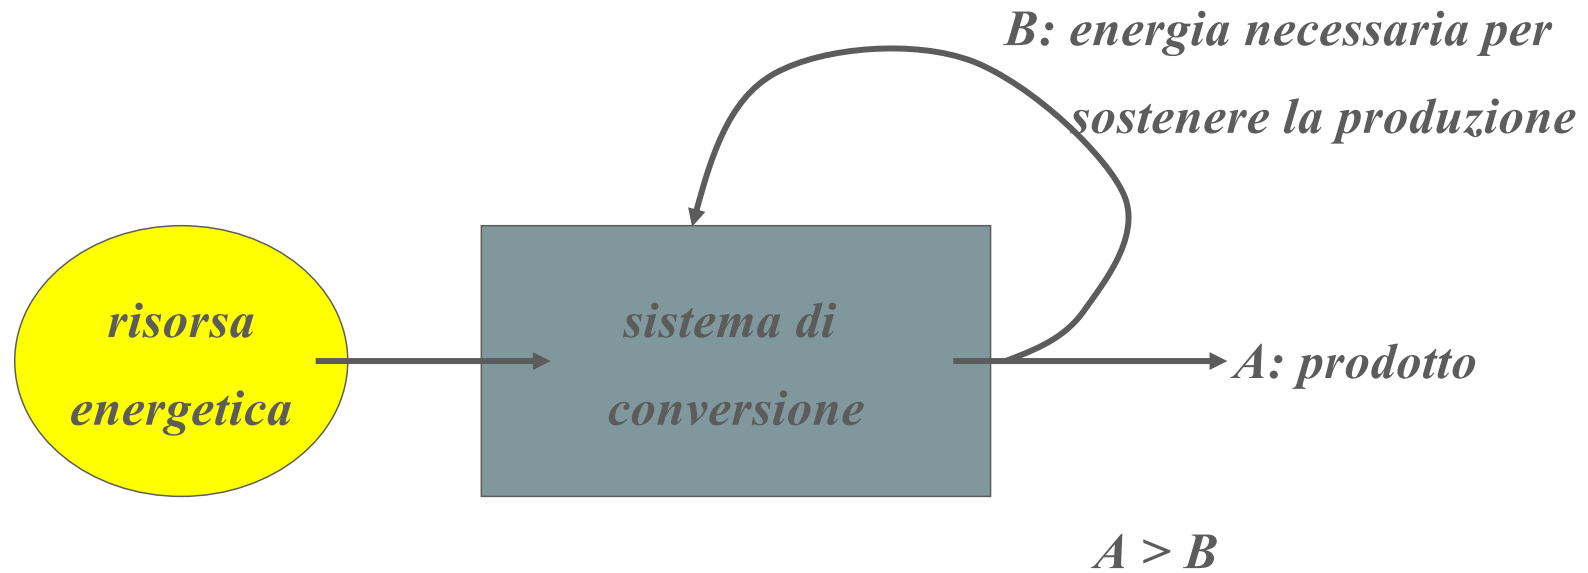 B: energia necessaria per
sostenere la produzione
risorsa
energetica
sistema di
conversione
A: prodotto
A > B